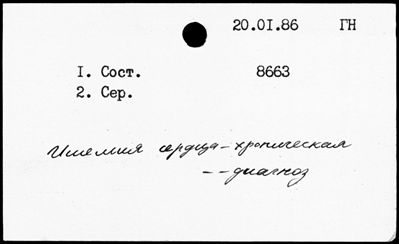 20.01.86 ГН
1. Сост. 8663
2. Сер.
Ишемия сердца - хроническая
-- диагноз